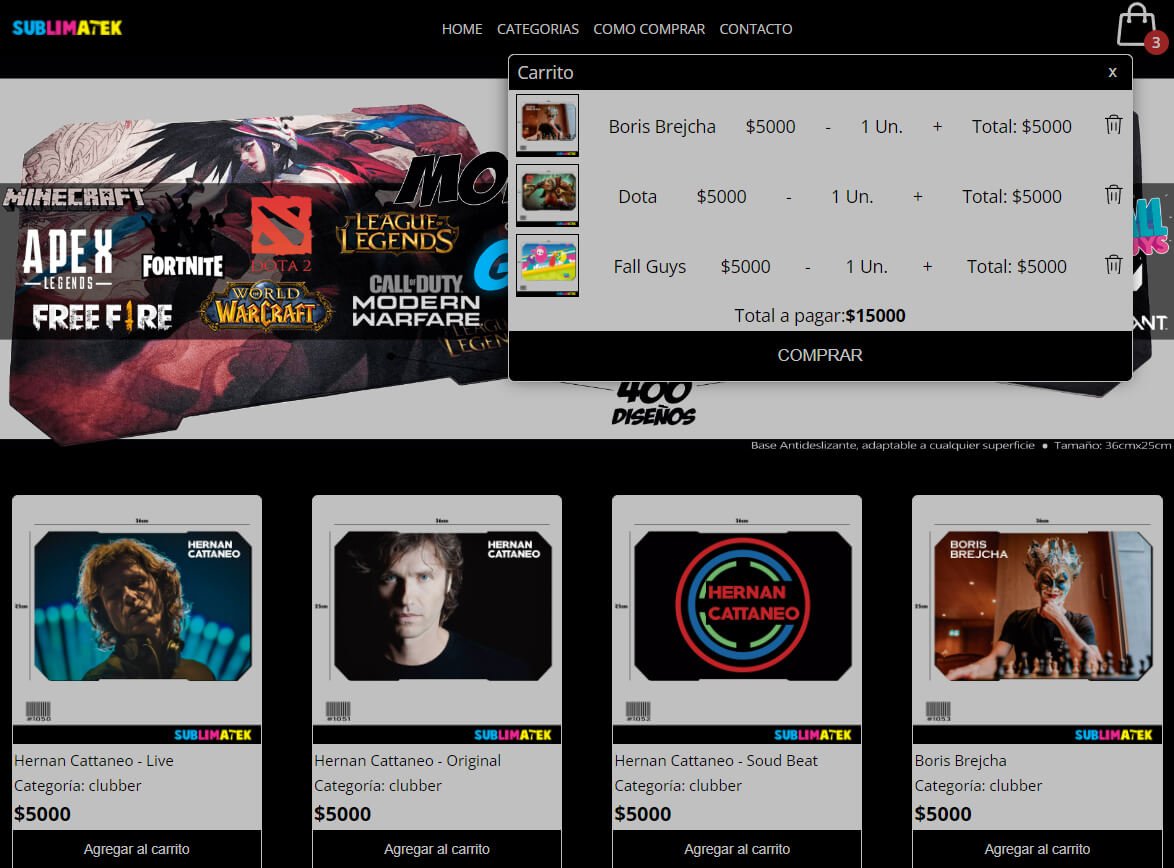 SUBLIMATEK
HOME CATEGORIAS COMO COMPRAR CONTACTO
3
Carrito x
Boris Brejcha $5000 - 1 Un. + Total: $5000
Dota $5000 - 1 Un. + Total: $5000
Fall Guys $5000 - 1 Un. + Total: $5000
Total a pagar:$15000
COMPRAR
MINECRAFT
APEX
LEGENDS
FORTNITE
DOTA 2
LEAGUE OF
LEGENDS
FREE FIRE
WORLD
WARCRAFT
CALL OF DUTY
MODERN
WARFARE
400
DISEÑOS
Base Antideslizante, adaptable a cualquier superficie ● Tamaño: 36cmx25cm
36cm
25cm
HERNAN
CATTANEO
#1050
SUBLIMATEK
Hernan Cattaneo - Live
Categoría: clubber
$5000
Agregar al carrito
36cm
25cm
HERNAN
CATTANEO
#1051
SUBLIMATEK
Hernan Cattaneo - Original
Categoría: clubber
$5000
Agregar al carrito
36cm
25cm
HERNAN
CATTANEO
#1052
SUBLIMATEK
Hernan Cattaneo - Soud Beat
Categoría: clubber
$5000
Agregar al carrito
36cm
25cm
BORIS
BREJCHA
#1053
SUBLIMATEK
Boris Brejcha
Categoría: clubber
$5000
Agregar al carrito